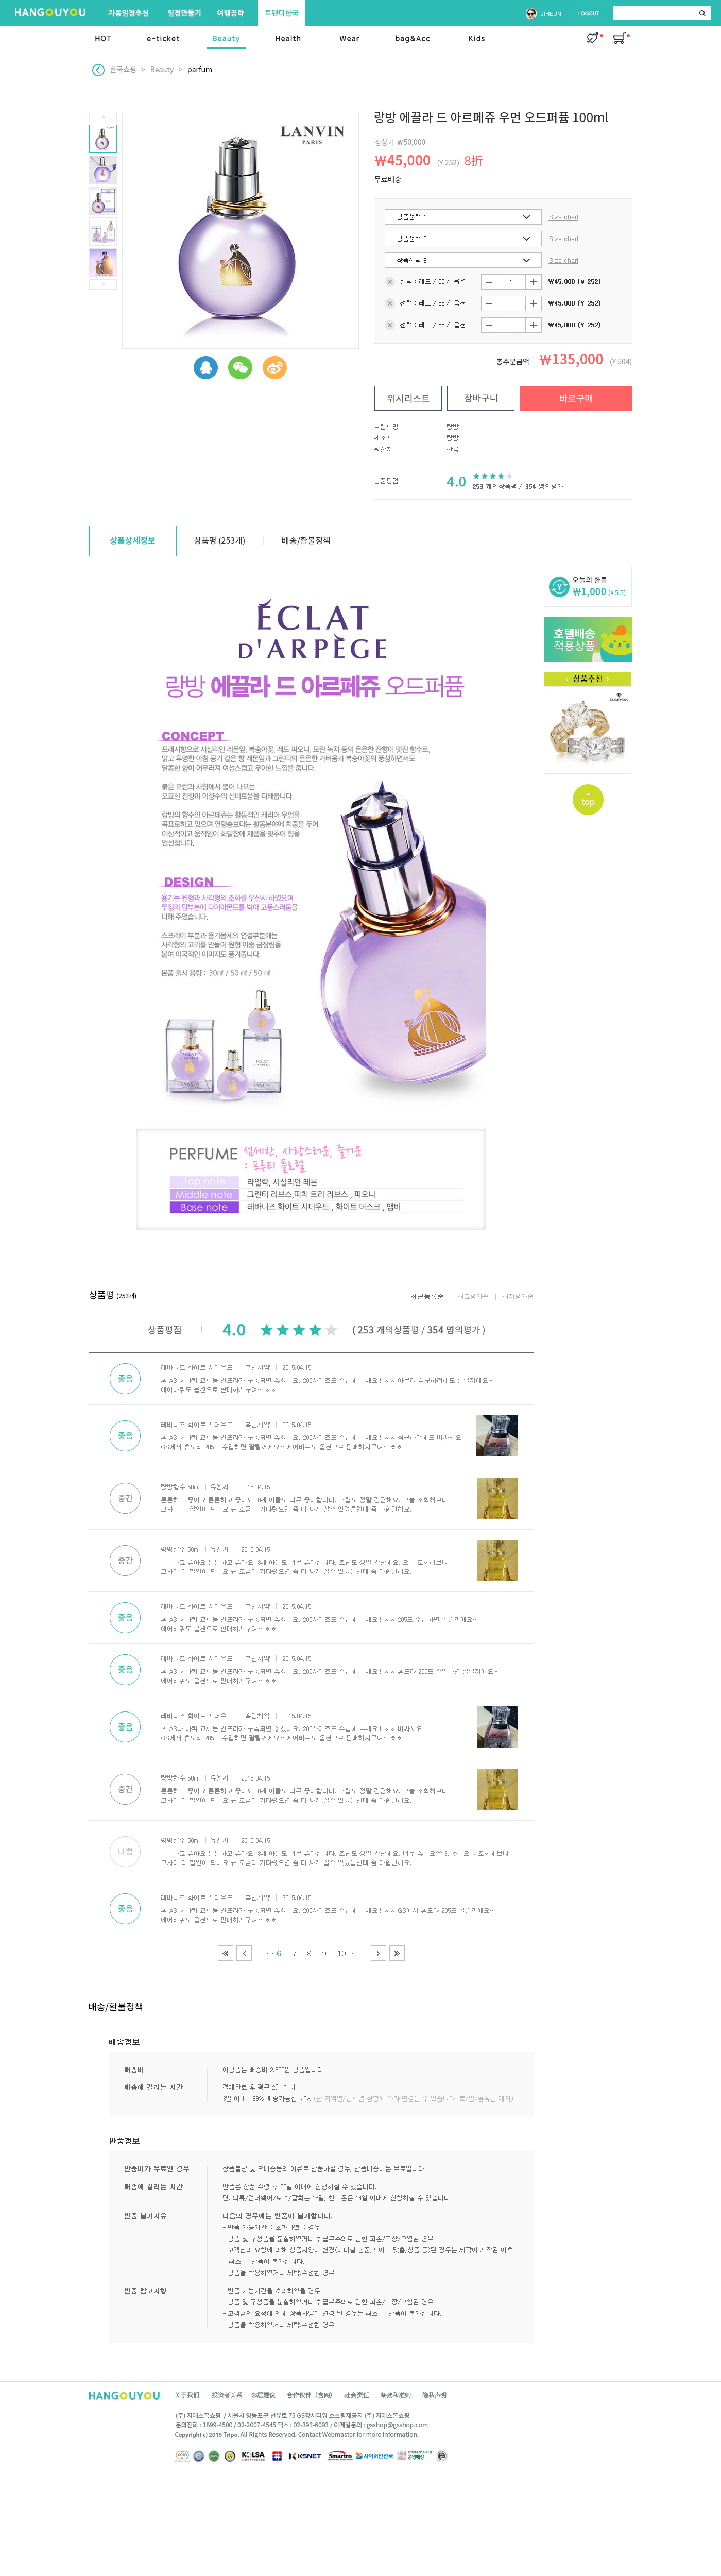 HANGOUYOU 자동일정추천 일정만들기 여행공략 트랜디한국 JIHEUN LOGOUT
HOT e-ticket Beauty Health Wear bag&Acc Kids
한국쇼핑 > Beauty > parfum
LANVIN
PARIS
랑방 에끌라 드 아르페쥬 우먼 오드퍼퓸 100ml
정상가 ₩50,000
₩45,000 (¥ 252) 8折
무료배송
상품선택 1 Size chart
상품선택 2 Size chart
상품선택 3 Size chart
선택 : 레드 / 55 / 옵션 1 ₩45,000 (¥ 252)
선택 : 레드 / 55 / 옵션 1 ₩45,000 (¥ 252)
선택 : 레드 / 55 / 옵션 1 ₩45,000 (¥ 252)
총주문금액 ₩135,000 (¥ 504)
위시리스트 장바구니 바로구매
브랜드명 랑방
제조사 랑방
원산지 한국
상품평점 4.0
253 개의상품평 / 354 명의평가
상품상세정보 상품평 (253개) 배송/환불정책
오늘의 환률
₩1,000 (¥ 5.5)
호텔배송
적용상품
상품추천
top
ÉCLAT
D'ARPÈGE
랑방 에끌라 드 아르페쥬 오드퍼퓸
CONCEPT
프레시향으로 시실리안 레몬잎, 복숭아꽃, 레드 피오니, 모란 녹차 등의 은은한 잔향이 멋진 향수로,
맑고 투명한 아침 공기 같은 향 레몬잎과 그린티의 은은한 가벼움과 복숭아꽃의 풍성하면서도
달콤한 향이 어우러져 여성스럽고 우아한 느낌을 줍니다.
붉은 모란과 사향에서 뿜어 나오는
오묘한 잔향이 이향수의 신비로움을 더해줍니다.
랑방의 향수인 아르페쥬는 활동적인 캐리어 우먼을
목표로하고 있으며 연령층보다는 활동분야에 치중을 두어
이상적이고 움직임이 화달함에 제품을 맞추어 향을
엄선합니다.
DESIGN
용기는 원형과 사각형의 조화를 우선시 하였으며
뚜껑의 탑부분에 다이아몬드를 박아 고풍스러움을
더해 주었습니다.
스프레이 부분과 용기몸체의 연결부분에는
사각형의 고리를 만들어 원형 이중 금장링을
붙여 이국적인 이미지도 풍겨줍니다.
본품 출시 용량 : 30㎖ / 50 ㎖ / 50 ㎖
ÉCLAT
D'ARPÈGE
LANVIN
PERFUME 섬세한, 사랑스러운, 즐거운
: 프루티 플로럴
Top note 라일락, 시실리안 레몬
Middle note 그린티 리브스,피치 트리 리브스 , 피오니
Base note 레바니즈 화이트 시더우드 , 화이트 머스크 , 앰버
상품평 (253개) 최근등록순 | 최고평가순 | 최저평가순
상품평점 | 4.0 ( 253 개의상품평 / 354 명의평가 )
좋음
레바니즈 화이트 시더우드 | 흑인치약 | 2015.04.15
후 AS나 바퀴 교체등 인프라가 구축되면 좋겠네요. 205사이즈도 수입해 주세요!! ㅎㅎ 아무리 직구하려해도 팔릴꺼에요~
에어바퀴도 옵션으로 판매하시구여~ ㅎㅎ
좋음
레바니즈 화이트 시더우드 | 흑인치약 | 2015.04.15
후 AS나 바퀴 교체등 인프라가 구축되면 좋겠네요. 205사이즈도 수입해 주세요!! ㅎㅎ 직구하려해도 비싸서요
GS에서 휴도라 205도 수입하면 팔릴꺼에요~ 에어바퀴도 옵션으로 판매하시구여~ ㅎㅎ
중간
랑방향수 50ml | 유캔씨 | 2015.04.15
튼튼하고 좋아요.튼튼하고 좋아요. 9세 아들도 너무 좋아합니다. 조립도 정말 간단해요. 오늘 조회해보니
그사이 더 할인이 되네요 ㅠ 조금더 기다렸으면 좀 더 싸게 살수 있었을텐데 좀 아쉽긴해요...
중간
랑방향수 50ml | 유캔씨 | 2015.04.15
튼튼하고 좋아요.튼튼하고 좋아요. 9세 아들도 너무 좋아합니다. 조립도 정말 간단해요. 오늘 조회해보니
그사이 더 할인이 되네요 ㅠ 조금더 기다렸으면 좀 더 싸게 살수 있었을텐데 좀 아쉽긴해요...
좋음
레바니즈 화이트 시더우드 | 흑인치약 | 2015.04.15
후 AS나 바퀴 교체등 인프라가 구축되면 좋겠네요. 205사이즈도 수입해 주세요!! ㅎㅎ 205도 수입하면 팔릴꺼에요~
에어바퀴도 옵션으로 판매하시구여~ ㅎㅎ
좋음
레바니즈 화이트 시더우드 | 흑인치약 | 2015.04.15
후 AS나 바퀴 교체등 인프라가 구축되면 좋겠네요. 205사이즈도 수입해 주세요!! ㅎㅎ 휴도라 205도 수입하면 팔릴꺼에요~
에어바퀴도 옵션으로 판매하시구여~ ㅎㅎ
좋음
레바니즈 화이트 시더우드 | 흑인치약 | 2015.04.15
후 AS나 바퀴 교체등 인프라가 구축되면 좋겠네요. 205사이즈도 수입해 주세요!! ㅎㅎ 비싸서요
GS에서 휴도라 205도 수입하면 팔릴꺼에요~ 에어바퀴도 옵션으로 판매하시구여~ ㅎㅎ
중간
랑방향수 50ml | 유캔씨 | 2015.04.15
튼튼하고 좋아요.튼튼하고 좋아요. 9세 아들도 너무 좋아합니다. 조립도 정말 간단해요. 오늘 조회해보니
그사이 더 할인이 되네요 ㅠ 조금더 기다렸으면 좀 더 싸게 살수 있었을텐데 좀 아쉽긴해요...
나쁨
랑방향수 50ml | 유캔씨 | 2015.04.15
튼튼하고 좋아요.튼튼하고 좋아요. 9세 아들도 너무 좋아합니다. 조립도 정말 간단해요. 너무 좋네요^^ 3일전, 오늘 조회해보니
그사이 더 할인이 되네요 ㅠ 조금더 기다렸으면 좀 더 싸게 살수 있었을텐데 좀 아쉽긴해요...
좋음
레바니즈 화이트 시더우드 | 흑인치약 | 2015.04.15
후 AS나 바퀴 교체등 인프라가 구축되면 좋겠네요. 205사이즈도 수입해 주세요!! ㅎㅎ GS에서 휴도라 205도 팔릴꺼에요~
에어바퀴도 옵션으로 판매하시구여~ ㅎㅎ
« ‹ ··· 6 7 8 9 10 ··· › »
배송/환불정책
배송정보
배송비 이상품은 배송비 2,500원 상품입니다.
배송에 걸리는 시간 결제완료 후 평균 2일 이내
3일 이내 : 99% 배송가능합니다. (단 지역별/업체별 상황에 따라 변경될 수 있습니다. 토/일/공휴일 제외)
반품정보
반품비가 무료인 경우 상품불량 및 오배송등의 이유로 반품하실 경우, 반품배송비는 무료입니다.
배송에 걸리는 시간 반품은 상품 수령 후 30일 이내에 신청하실 수 있습니다.
단, 의류/언더웨어/보석/잡화는 15일, 핸드폰은 14일 이내에 신청하실 수 있습니다.
반품 불가사유 다음의 경우에는 반품이 불가합니다.
- 반품 가능기간을 초과하였을 경우
- 상품 및 구성품을 분실하였거나 취급부주의로 인한 파손/고장/오염된 경우
- 고객님의 요청에 의해 상품사양이 변경(이니셜 상품,사이즈 맞춤,상품 등)된 경우는 제작이 시작된 이후
취소 및 반품이 불가합니다.
- 상품을 착용하였거나 세탁,수선한 경우
반품 참고사항 - 반품 가능기간을 초과하였을 경우
- 상품 및 구성품을 분실하였거나 취급부주의로 인한 파손/고장/오염된 경우
- 고객님의 요청에 의해 상품사양이 변경 된 경우는 취소 및 반품이 불가합니다.
- 상품을 착용하였거나 세탁,수선한 경우
HANGOUYOU 关于我们 投资者关系 邻居建议 合作伙伴（含网） 社会责任 条款和准则 隐私声明
(주) 지에스홈쇼핑 / 서울시 영등포구 선유로 75 GS강서타워 호스팅제공자 (주) 지에스홈쇼핑
문의전화 : 1899-4500 / 02-2007-4545 팩스 : 02-393-6093 / 이메일문의 : gsshop@gsshop.com
Copyright c) 2015 Tripo. All Rights Reserved. Contact Webmaster for more information.
KOLSA KSNET Smartro 사이버안전국